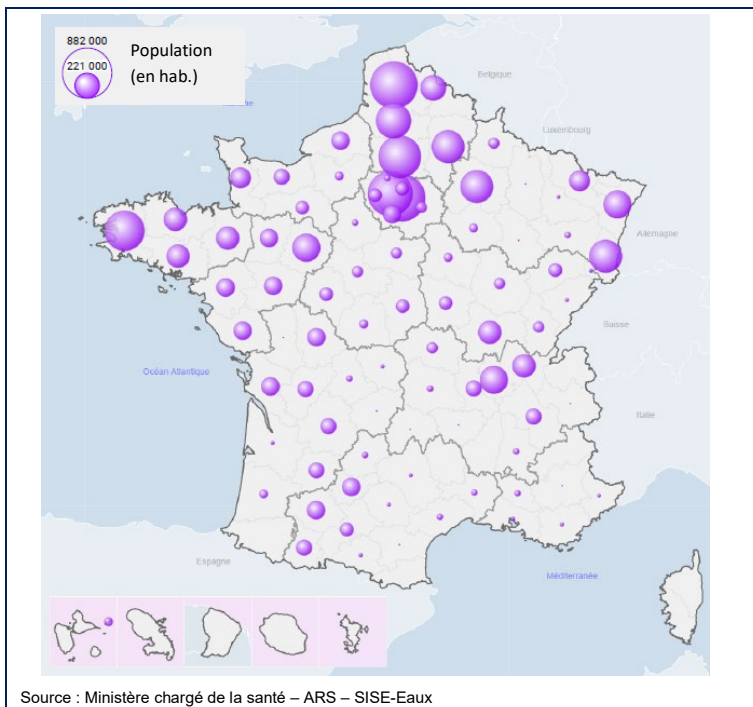 882 000
221 000
Population
(en hab.)
Belgique
Luxembourg
Allemagne
Suisse
Océan Atlantique
Italie
Espagne
Méditerranée
Source : Ministère chargé de la santé – ARS – SISE-Eaux